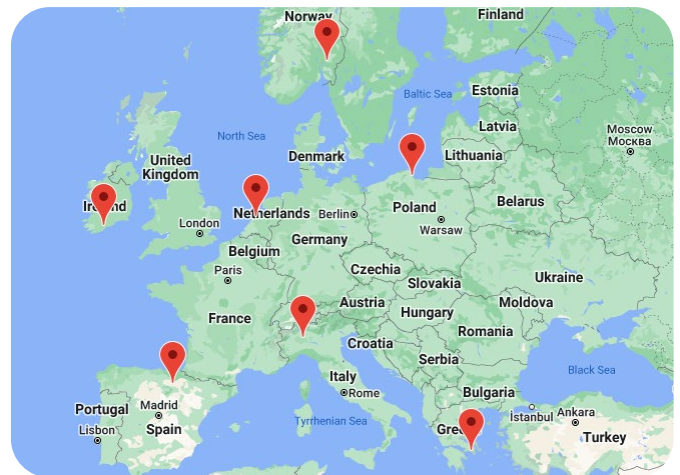 Norway
Finland
Baltic Sea
Estonia
North Sea
Latvia
Moscow
Москва
Denmark
Lithuania
United
Kingdom
Belarus
Ireland
Netherlands
Berlin
Poland
London
Warsaw
Germany
Belgium
Paris
Czechia
Slovakia
Ukraine
Austria
Moldova
France
Hungary
Romania
Croatia
Serbia
Black Sea
Italy
Rome
Bulgaria
Portugal
Madrid
İstanbul
Ankara
Tyrrhenian Sea
Lisbon
Spain
Turkey